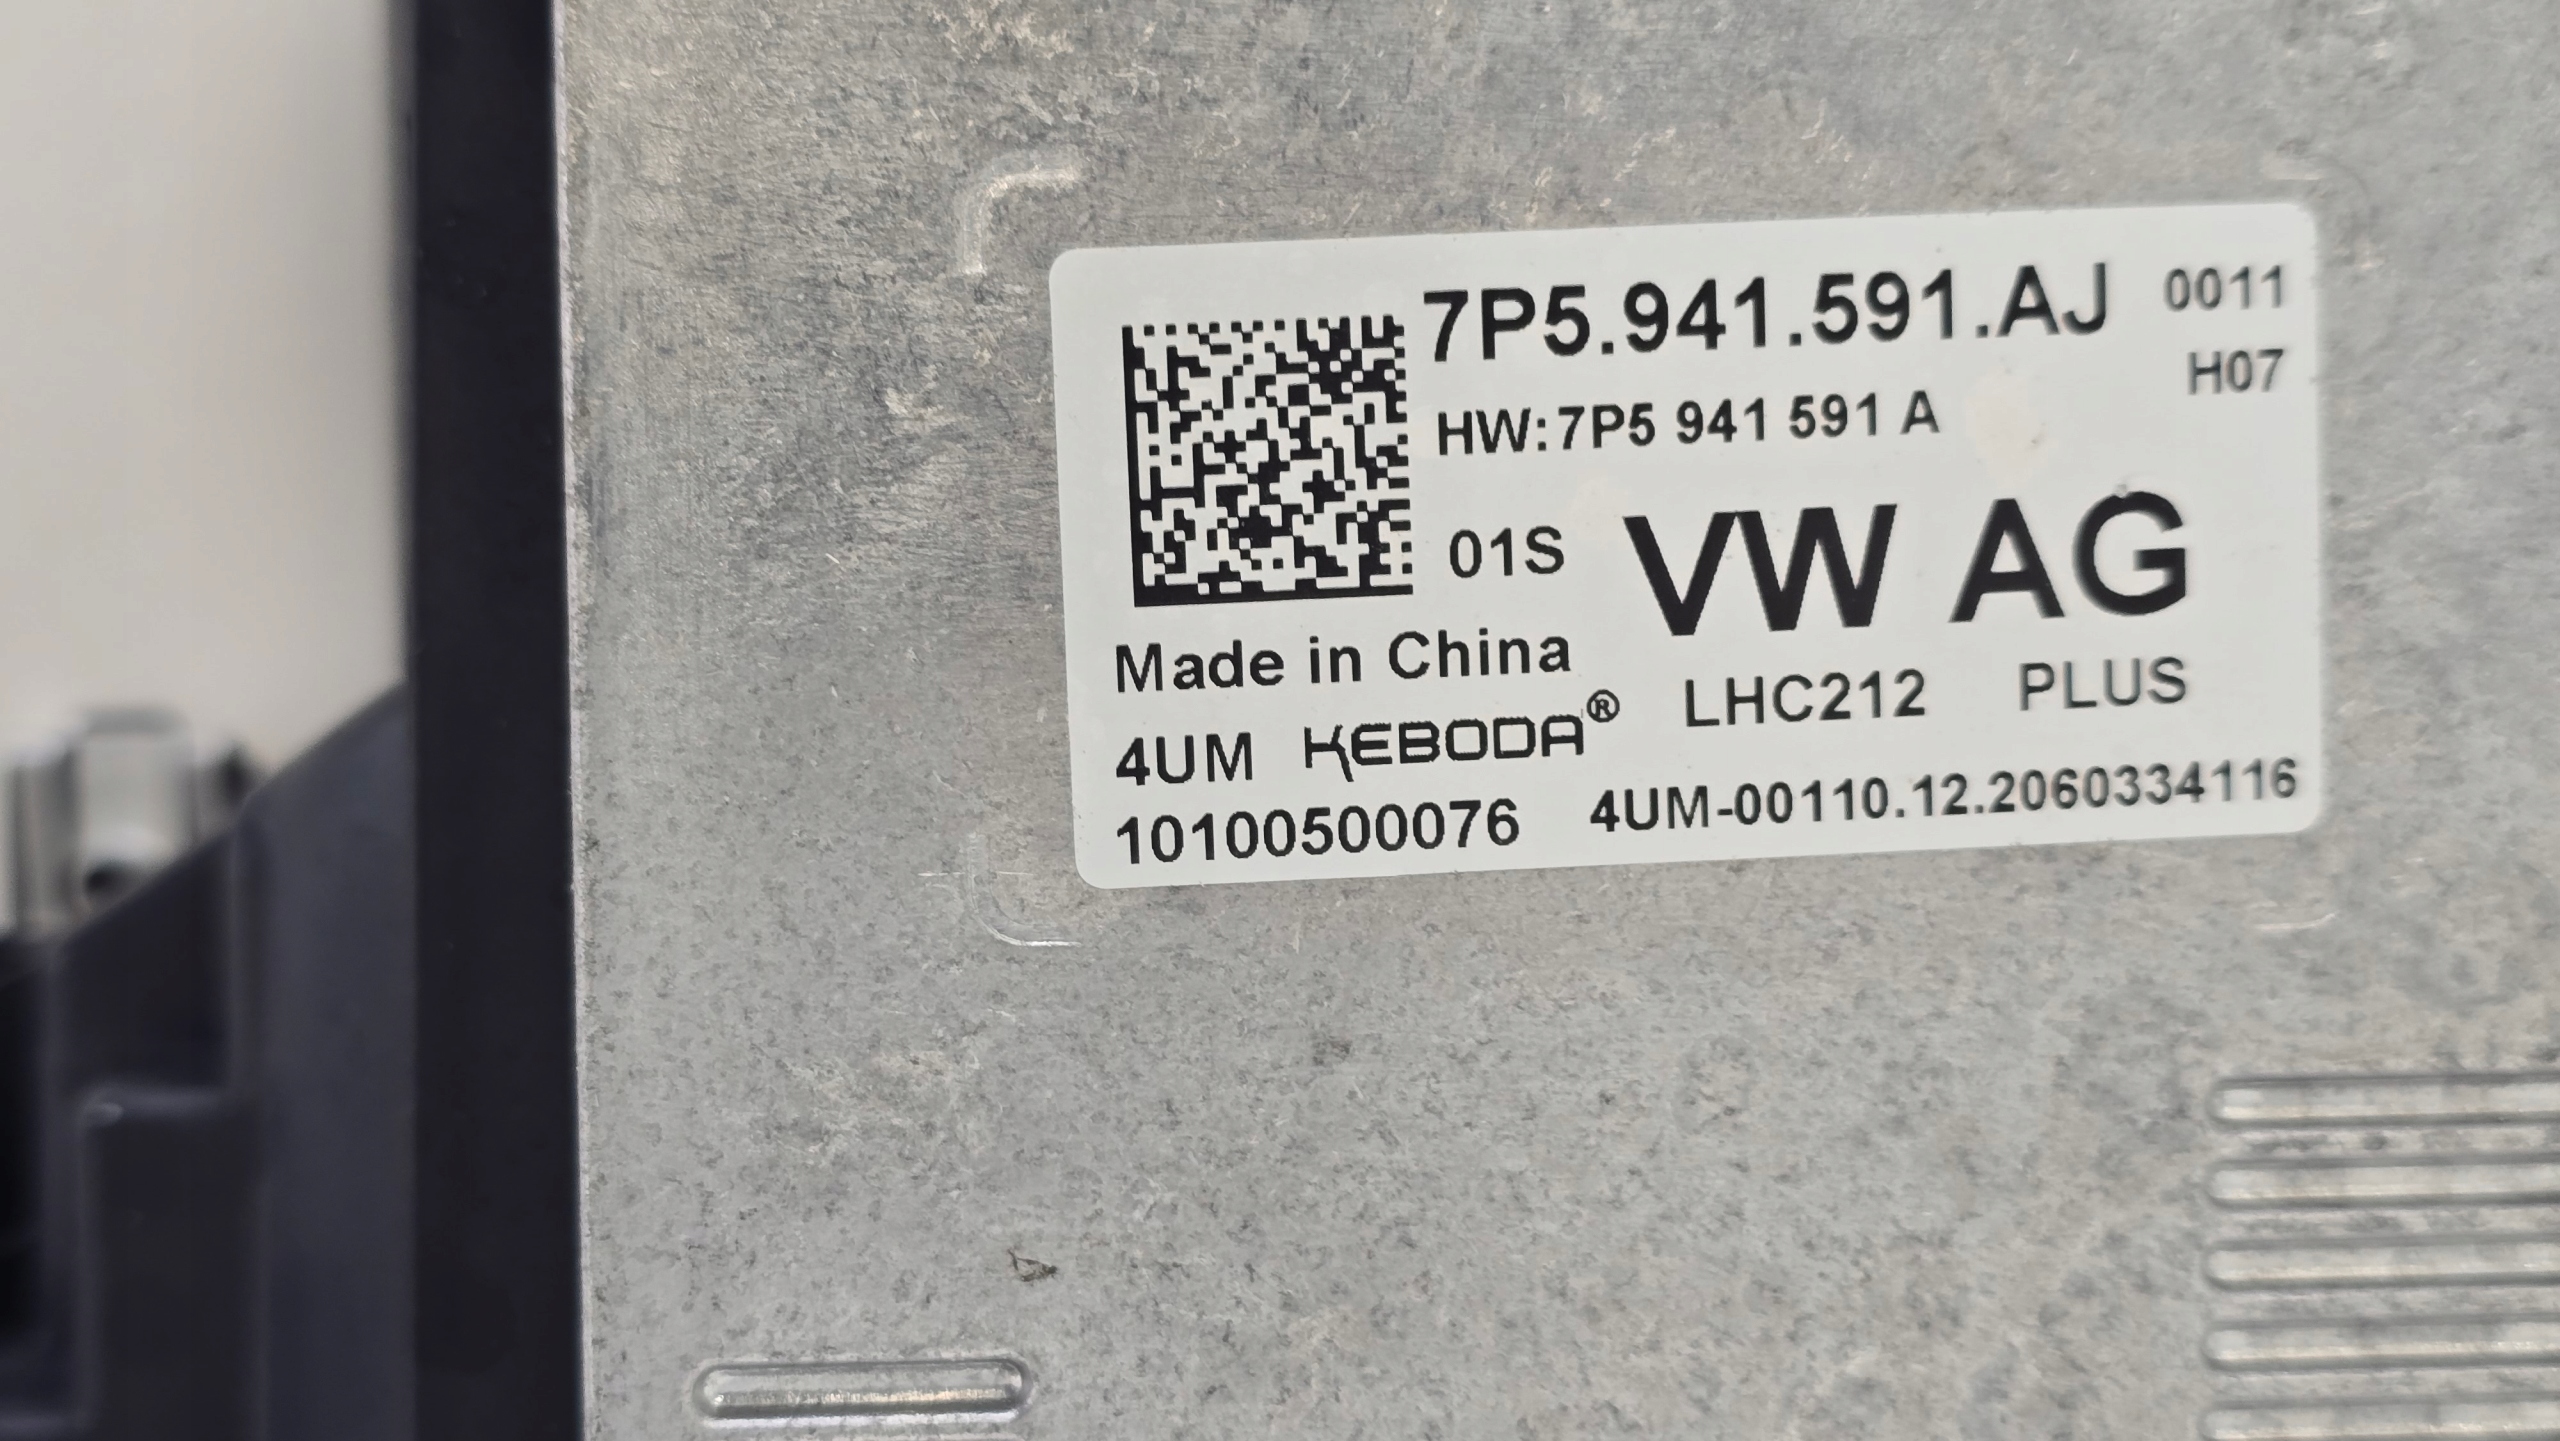 7P5.941.591.AJ 0011
H07
HW:7P5 941 591 A
01S VW AG
Made in China
4UM KEBODA® LHC212 PLUS
10100500076 4UM-00110.12.2060334116